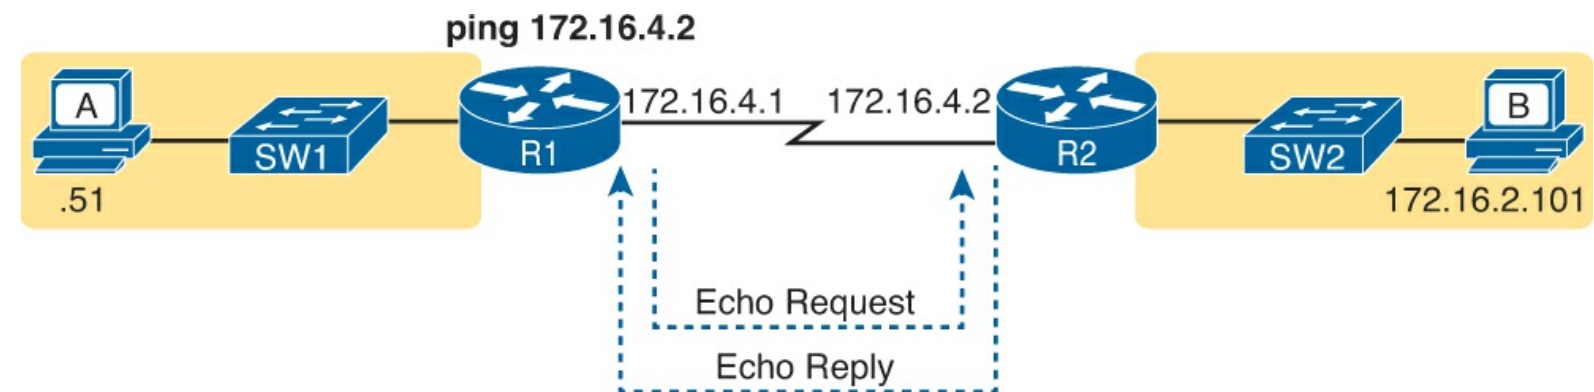 ping 172.16.4.2
A
172.16.4.1
172.16.4.2
B
SW1
R1
R2
SW2
.51
172.16.2.101
Echo Request
Echo Reply